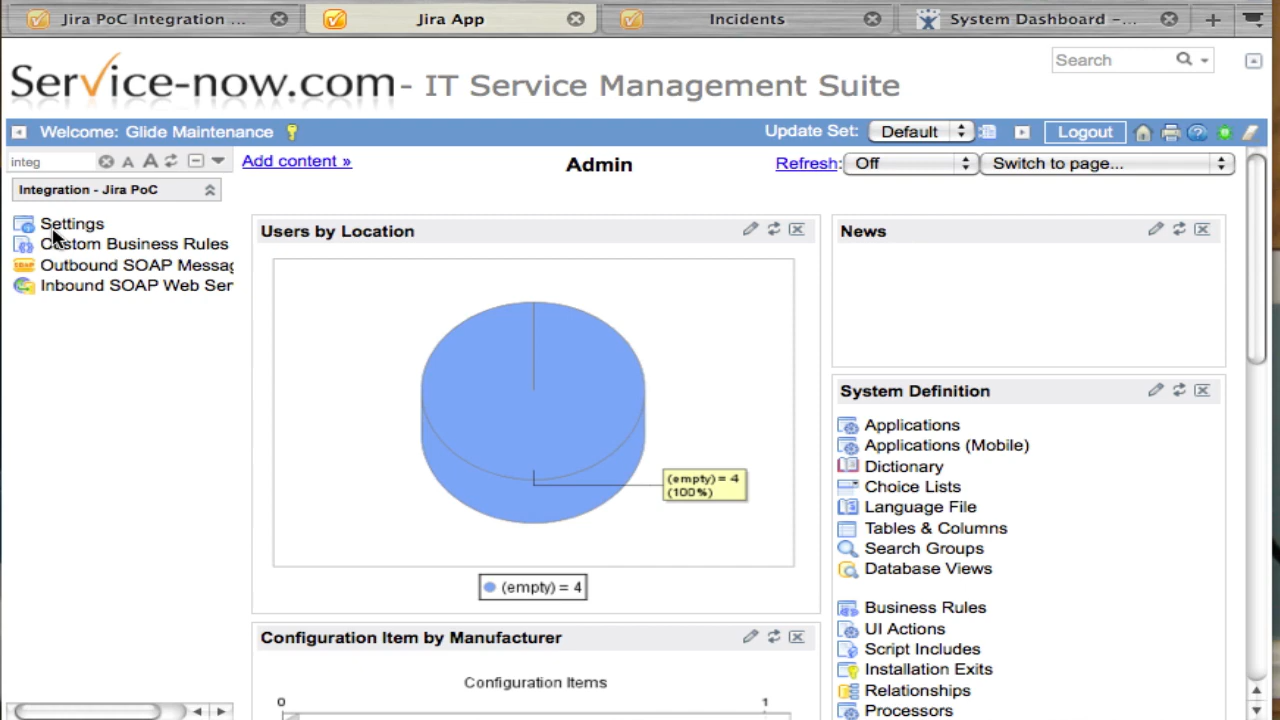 Jira PoC Integration ...
Jira App
Incidents
System Dashboard – ...
Service-now.com - IT Service Management Suite
Search
Welcome: Glide Maintenance
Update Set:
Default
Logout
integ
A A
Add content »
Admin
Refresh:
Off
Switch to page...
Integration - Jira PoC
Settings
Custom Business Rules
Outbound SOAP Messag
Inbound SOAP Web Ser
Users by Location
(empty) = 4
(100%)
(empty) = 4
Configuration Item by Manufacturer
Configuration Items
0
1
News
System Definition
Applications
Applications (Mobile)
Dictionary
Choice Lists
Language File
Tables & Columns
Search Groups
Database Views
Business Rules
UI Actions
Script Includes
Installation Exits
Relationships
Processors